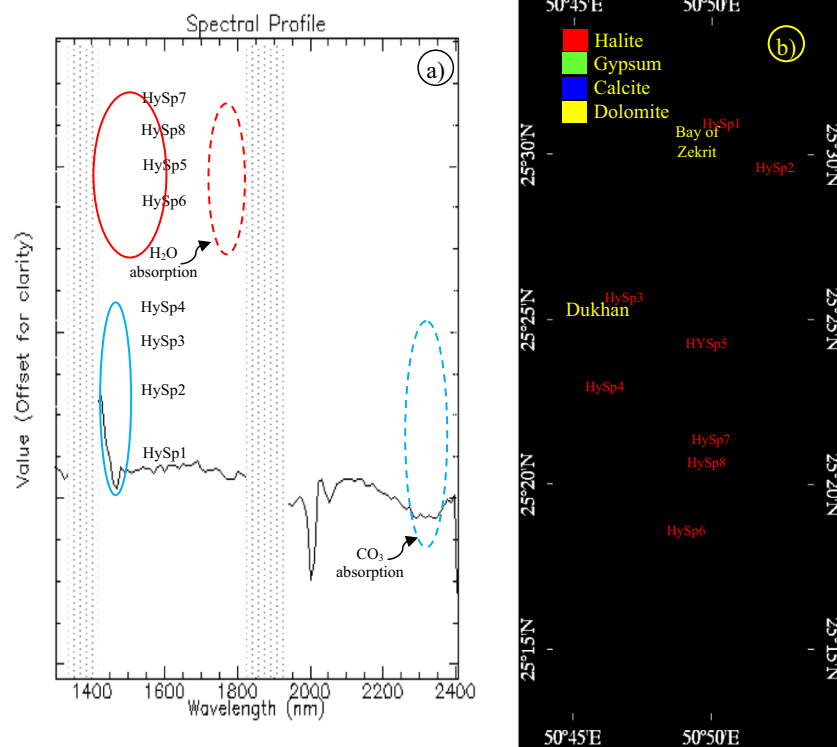 Spectral Profile
a)
HySp7
HySp8
HySp5
HySp6
H₂O
absorption
HySp4
HySp3
HySp2
HySp1
CO₃
absorption
Value (Offset for clarity)
1400 1600 1800 2000 2200 2400
Wavelength (nm)
50°45'E 50°50'E
b)
Halite
Gypsum
Calcite
Dolomite
HySp1
Bay of
Zekrit
HySp2
25°30'N 25°30'N
HySp3
Dukhan
25°25'N 25°25'N
HYSp5
HySp4
HySp7
HySp8
25°20'N 25°20'N
HySp6
25°15'N 25°15'N
50°45'E 50°50'E